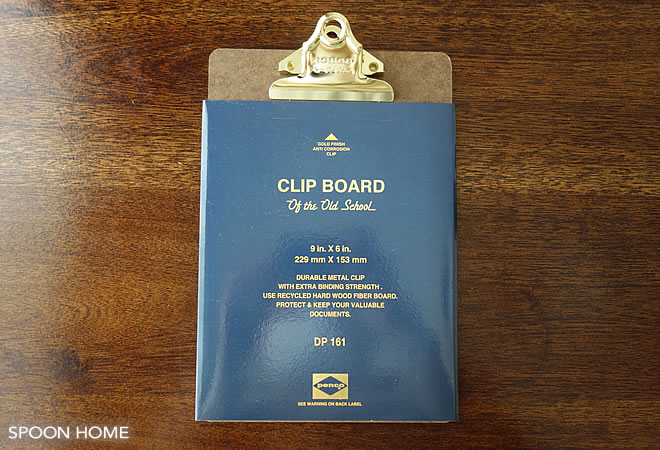 penco
GOLD FINISH
ANTI CORROSION
CLIP
CLIP BOARD
Of the Old School
9 in. X 6 in.
229 mm X 153 mm
DURABLE METAL CLIP
WITH EXTRA BINDING STRENGTH .
USE RECYCLED HARD WOOD FIBER BOARD.
PROTECT & KEEP YOUR VALUABLE
DOCUMENTS.
DP 161
penco
SEE WARNING ON BACK LABEL
SPOON HOME